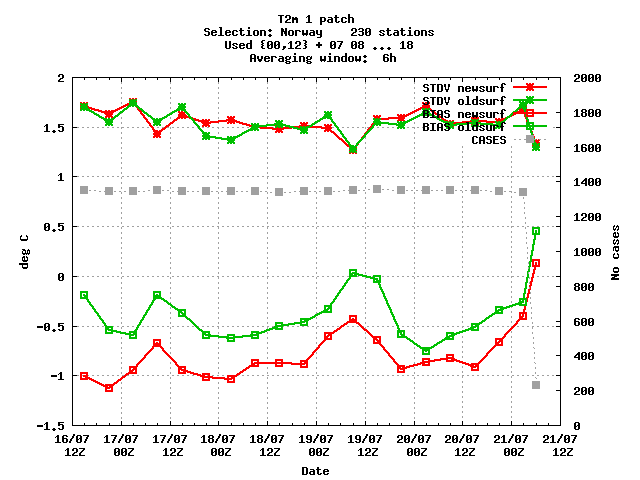 T2m 1 patch
Selection: Norway    230 stations
Used {00,12} + 07 08 ... 18
Averaging window:  6h
2 2000
STDV newsurf
STDV oldsurf
BIAS newsurf
BIAS oldsurf
CASES
1800
1.5 1600
1 1400
1200
0.5 1000
0 800
-0.5 600
-1 400
200
-1.5 0
deg C
No cases
16/07 17/07 17/07 18/07 18/07 19/07 19/07 20/07 20/07 21/07 21/07
12Z 00Z 12Z 00Z 12Z 00Z 12Z 00Z 12Z 00Z 12Z
Date